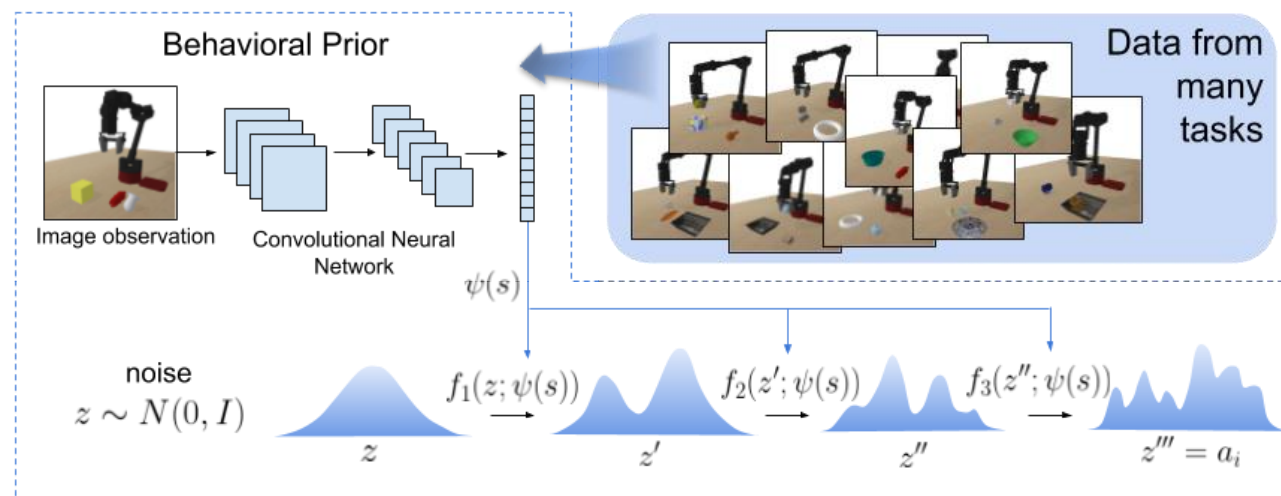 Behavioral Prior
Data from
many
tasks
Image observation
Convolutional Neural
Network
ψ(s)
noise
z ∼ N(0, I)
f₁(z; ψ(s))
f₂(z′; ψ(s))
f₃(z″; ψ(s))
z
z′
z″
z‴ = aᵢ